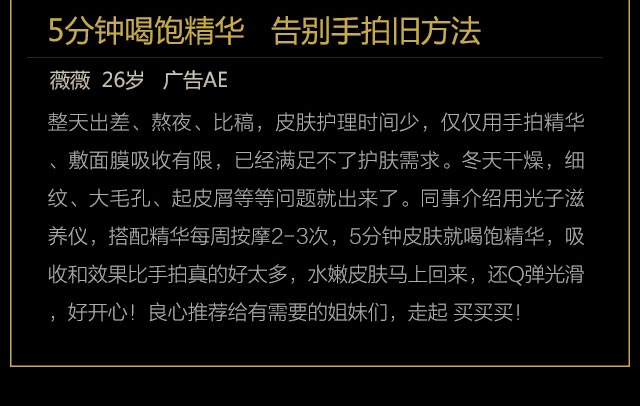 5分钟喝饱精华 告别手拍旧方法
薇薇 26岁 广告AE
整天出差、熬夜、比稿，皮肤护理时间少，仅仅用手拍精华
、敷面膜吸收有限，已经满足不了护肤需求。冬天干燥，细
纹、大毛孔、起皮屑等等问题就出来了。同事介绍用光子滋
养仪，搭配精华每周按摩2-3次，5分钟皮肤就喝饱精华，吸
收和效果比手拍真的好太多，水嫩皮肤马上回来，还Q弹光滑
，好开心！良心推荐给有需要的姐妹们，走起 买买买！